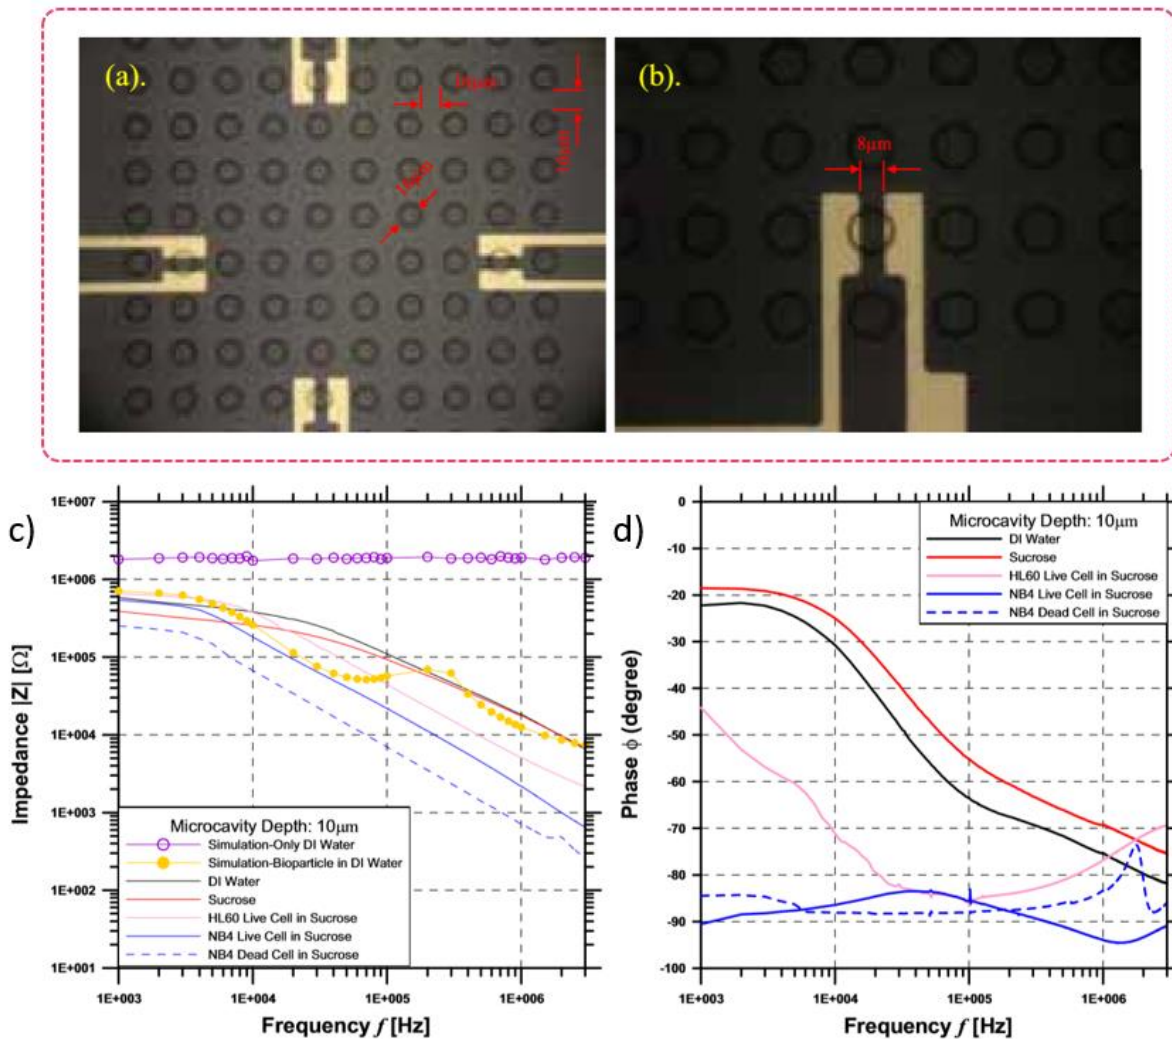 (a).
(b).
8μm
c)
1E+007
1E+006
1E+005
1E+004
1E+003
1E+002
1E+001
Impedance |Z| [Ω]
Microcavity Depth: 10μm
Simulation-Only DI Water
Simulation-Bioparticle in DI Water
DI Water
Sucrose
HL60 Live Cell in Sucrose
NB4 Live Cell in Sucrose
NB4 Dead Cell in Sucrose
1E+003
1E+004
1E+005
1E+006
Frequency f [Hz]
d)
0
-10
-20
-30
-40
-50
-60
-70
-80
-90
-100
Phase ϕ (degree)
Microcavity Depth: 10μm
DI Water
Sucrose
HL60 Live Cell in Sucrose
NB4 Live Cell in Sucrose
NB4 Dead Cell in Sucrose
1E+003
1E+004
1E+005
1E+006
Frequency f [Hz]